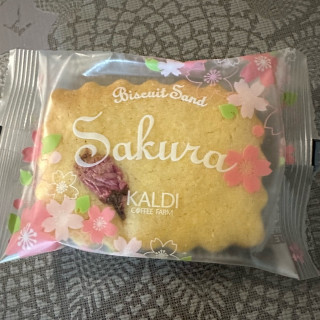 Biscuit Sand
Sakura
KALDI
COFFEE FARM